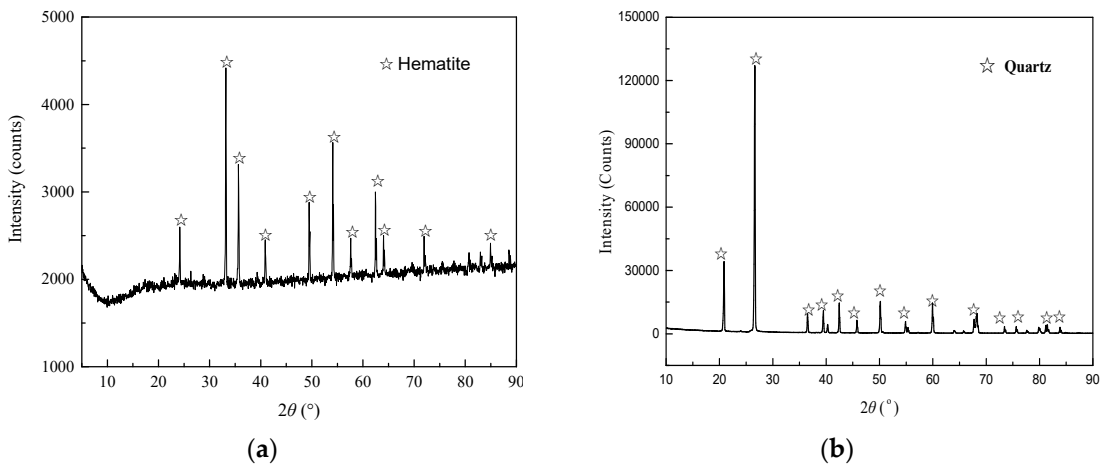 5000
4000
3000
2000
1000
Intensity (counts)
☆ Hematite
10 20 30 40 50 60 70 80 90
2θ (°)
(a)
150000
120000
90000
60000
30000
0
Intensity (Counts)
☆ Quartz
10 20 30 40 50 60 70 80 90
2θ (°)
(b)